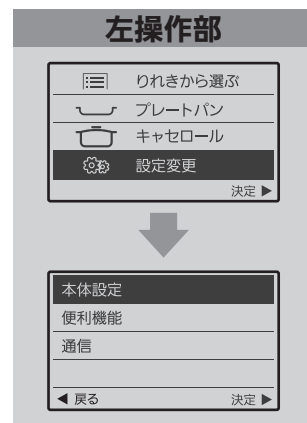 左操作部
りれきから選ぶ
プレートパン
キャセロール
設定変更
決定 ▶
本体設定
便利機能
通信
◀ 戻る 決定 ▶